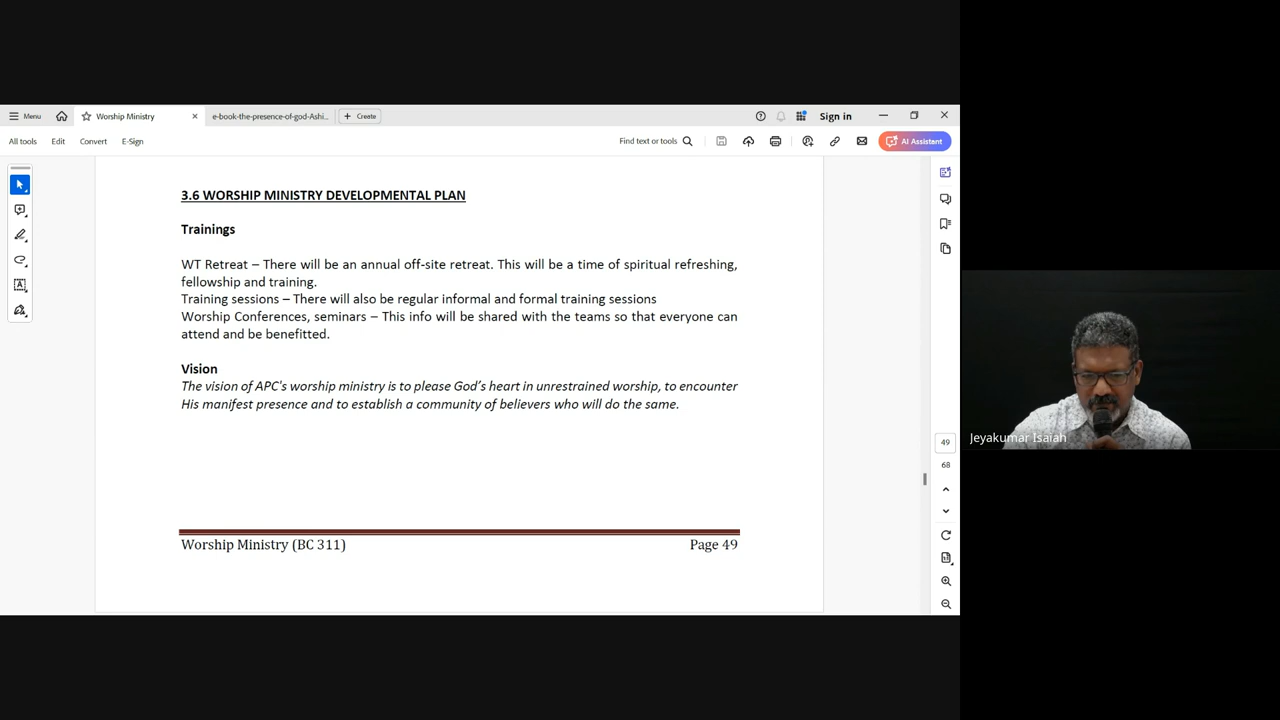 Menu
Worship Ministry
e-book-the-presence-of-god-Ashi...
Create
Sign in
All tools
Edit
Convert
E-Sign
Find text or tools
AI Assistant
3.6 WORSHIP MINISTRY DEVELOPMENTAL PLAN
Trainings
WT Retreat – There will be an annual off-site retreat. This will be a time of spiritual refreshing,
fellowship and training.
Training sessions – There will also be regular informal and formal training sessions
Worship Conferences, seminars – This info will be shared with the teams so that everyone can
attend and be benefitted.
Vision
The vision of APC's worship ministry is to please God's heart in unrestrained worship, to encounter
His manifest presence and to establish a community of believers who will do the same.
Worship Ministry (BC 311)
Page 49
49
68
Jeyakumar Isaiah